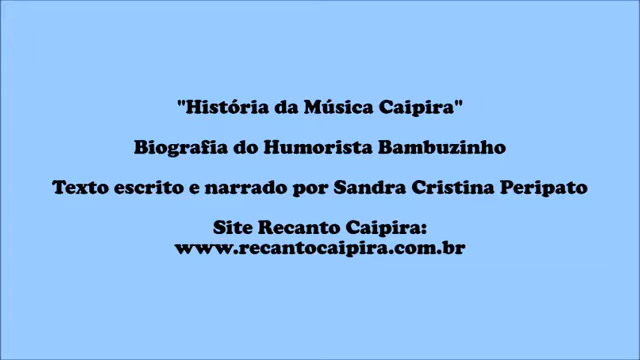 "História da Música Caipira"
Biografia do Humorista Bambuzinho
Texto escrito e narrado por Sandra Cristina Peripato
Site Recanto Caipira:
www.recantocaipira.com.br